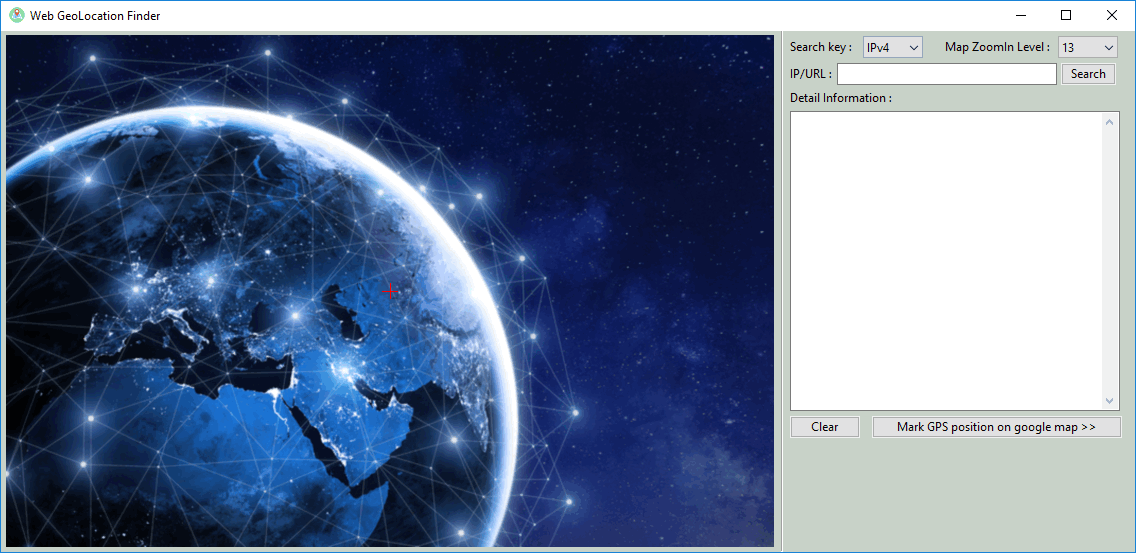 Web GeoLocation Finder
Search key : IPv4 Map ZoomIn Level : 13
IP/URL : Search
Detail Information :
Clear Mark GPS position on google map >>